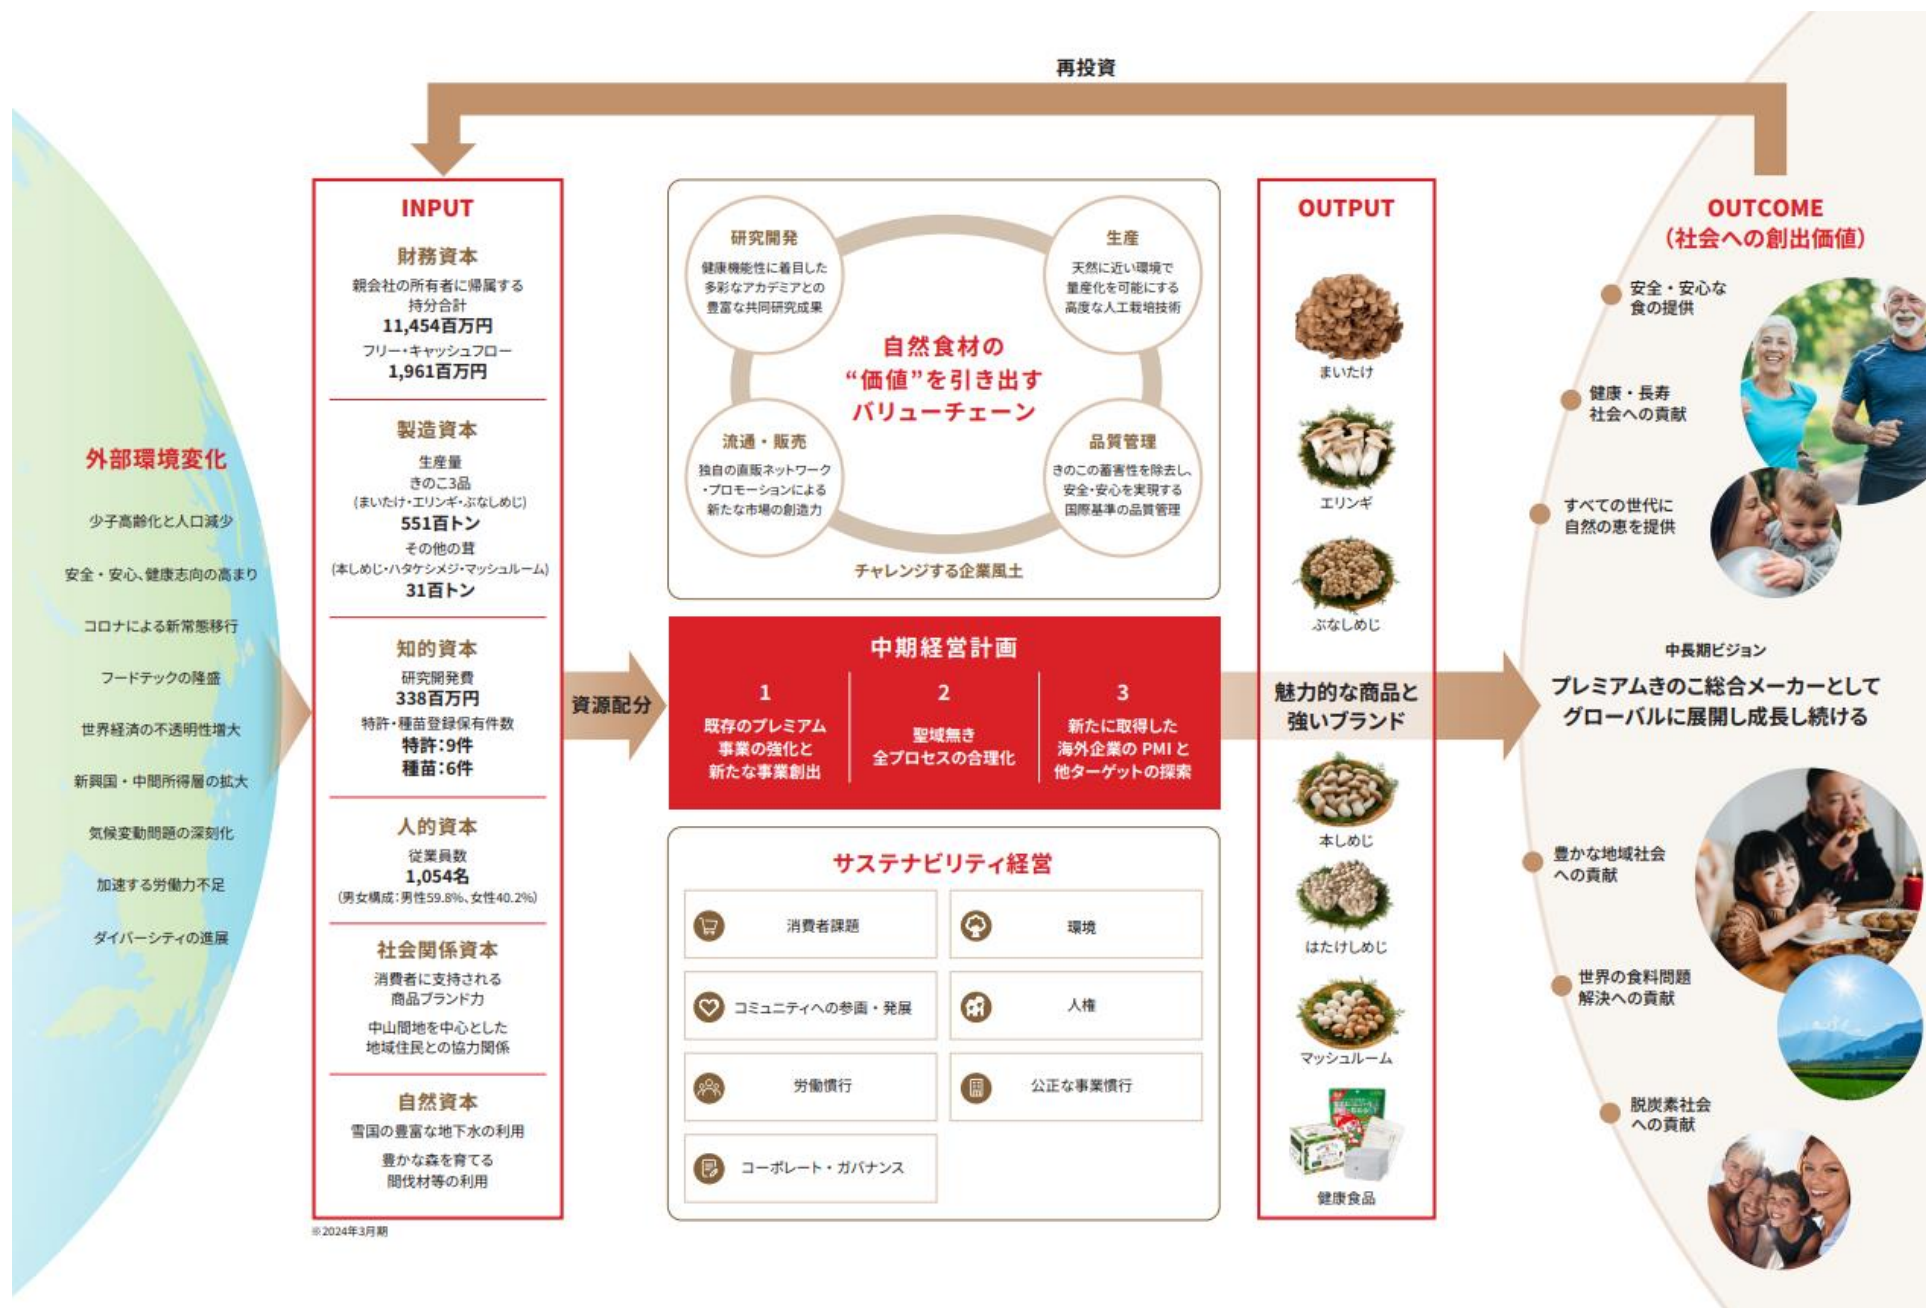 再投資
外部環境変化
少子高齢化と人口減少
安全・安心、健康志向の高まり
コロナによる新常態移行
フードテックの隆盛
世界経済の不透明性増大
新興国・中間所得層の拡大
気候変動問題の深刻化
加速する労働力不足
ダイバーシティの進展
INPUT
財務資本
親会社の所有者に帰属する
持分合計
11,454百万円
フリー・キャッシュフロー
1,961百万円
製造資本
生産量
きのこ3品
(まいたけ・エリンギ・ぶなしめじ)
551百トン
その他の茸
(本しめじ・ハタケシメジ・マッシュルーム)
31百トン
知的資本
研究開発費
338百万円
特許・種苗登録保有件数
特許:9件
種苗:6件
人的資本
従業員数
1,054名
(男女構成:男性59.8%、女性40.2%)
社会関係資本
消費者に支持される
商品ブランド力
中山間地を中心とした
地域住民との協力関係
自然資本
雪国の豊富な地下水の利用
豊かな森を育てる
間伐材等の利用
※2024年3月期
資源配分
研究開発
健康機能性に着目した
多彩なアカデミアとの
豊富な共同研究成果
生産
天然に近い環境で
量産化を可能にする
高度な人工栽培技術
自然食材の
“価値”を引き出す
バリューチェーン
流通・販売
独自の直販ネットワーク
・プロモーションによる
新たな市場の創造力
品質管理
きのこの蓄害性を除去し、
安全・安心を実現する
国際基準の品質管理
チャレンジする企業風土
中期経営計画
1
既存のプレミアム
事業の強化と
新たな事業創出
2
聖域無き
全プロセスの合理化
3
新たに取得した
海外企業の PMI と
他ターゲットの探索
サステナビリティ経営
消費者課題
環境
コミュニティへの参画・発展
人権
労働慣行
公正な事業慣行
コーポレート・ガバナンス
OUTPUT
まいたけ
エリンギ
ぶなしめじ
魅力的な商品と
強いブランド
本しめじ
はたけしめじ
マッシュルーム
健康食品
OUTCOME
(社会への創出価値)
安全・安心な
食の提供
健康・長寿
社会への貢献
すべての世代に
自然の恵を提供
中長期ビジョン
プレミアムきのこ総合メーカーとして
グローバルに展開し成長し続ける
豊かな地域社会
への貢献
世界の食料問題
解決への貢献
脱炭素社会
への貢献